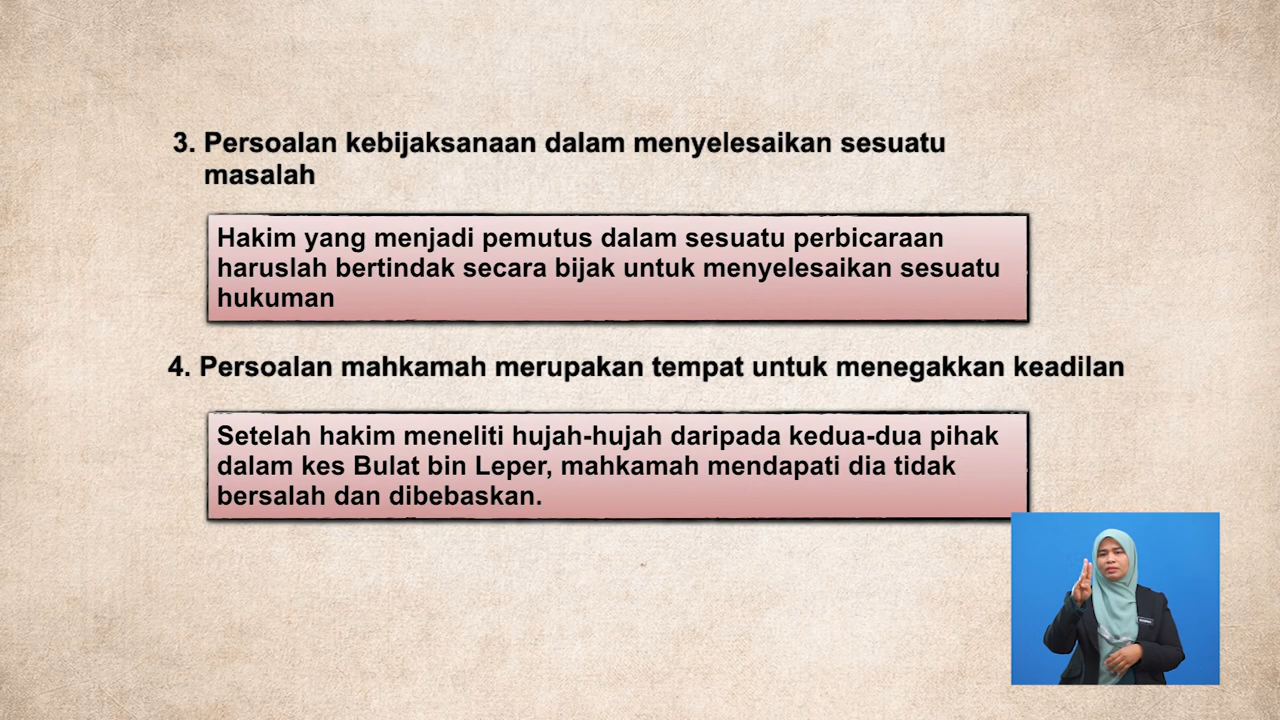 3. Persoalan kebijaksanaan dalam menyelesaikan sesuatu
masalah
Hakim yang menjadi pemutus dalam sesuatu perbicaraan
haruslah bertindak secara bijak untuk menyelesaikan sesuatu
hukuman
4. Persoalan mahkamah merupakan tempat untuk menegakkan keadilan
Setelah hakim meneliti hujah-hujah daripada kedua-dua pihak
dalam kes Bulat bin Leper, mahkamah mendapati dia tidak
bersalah dan dibebaskan.